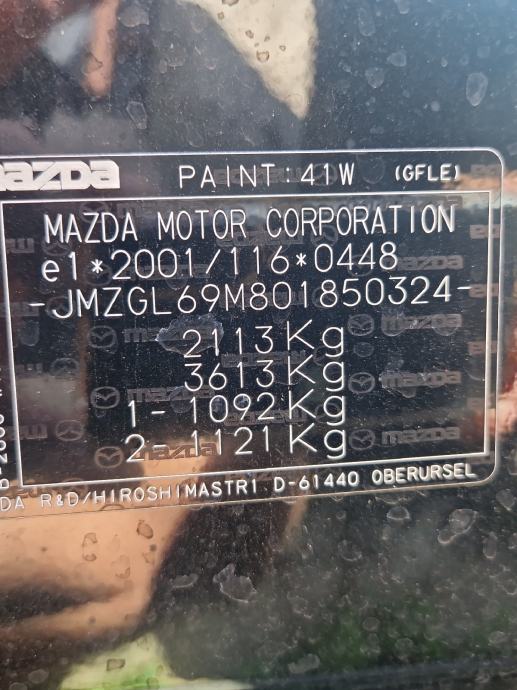 mazda PAINT:41W (GFLE)
MAZDA MOTOR CORPORATION
e1*2001/116*0448
-JMZGL69M801850324-
2113Kg
3613Kg
1-1092Kg
2-1121Kg
DA R&D/HIROSHIMASTR1 D-61440 OBERURSEL